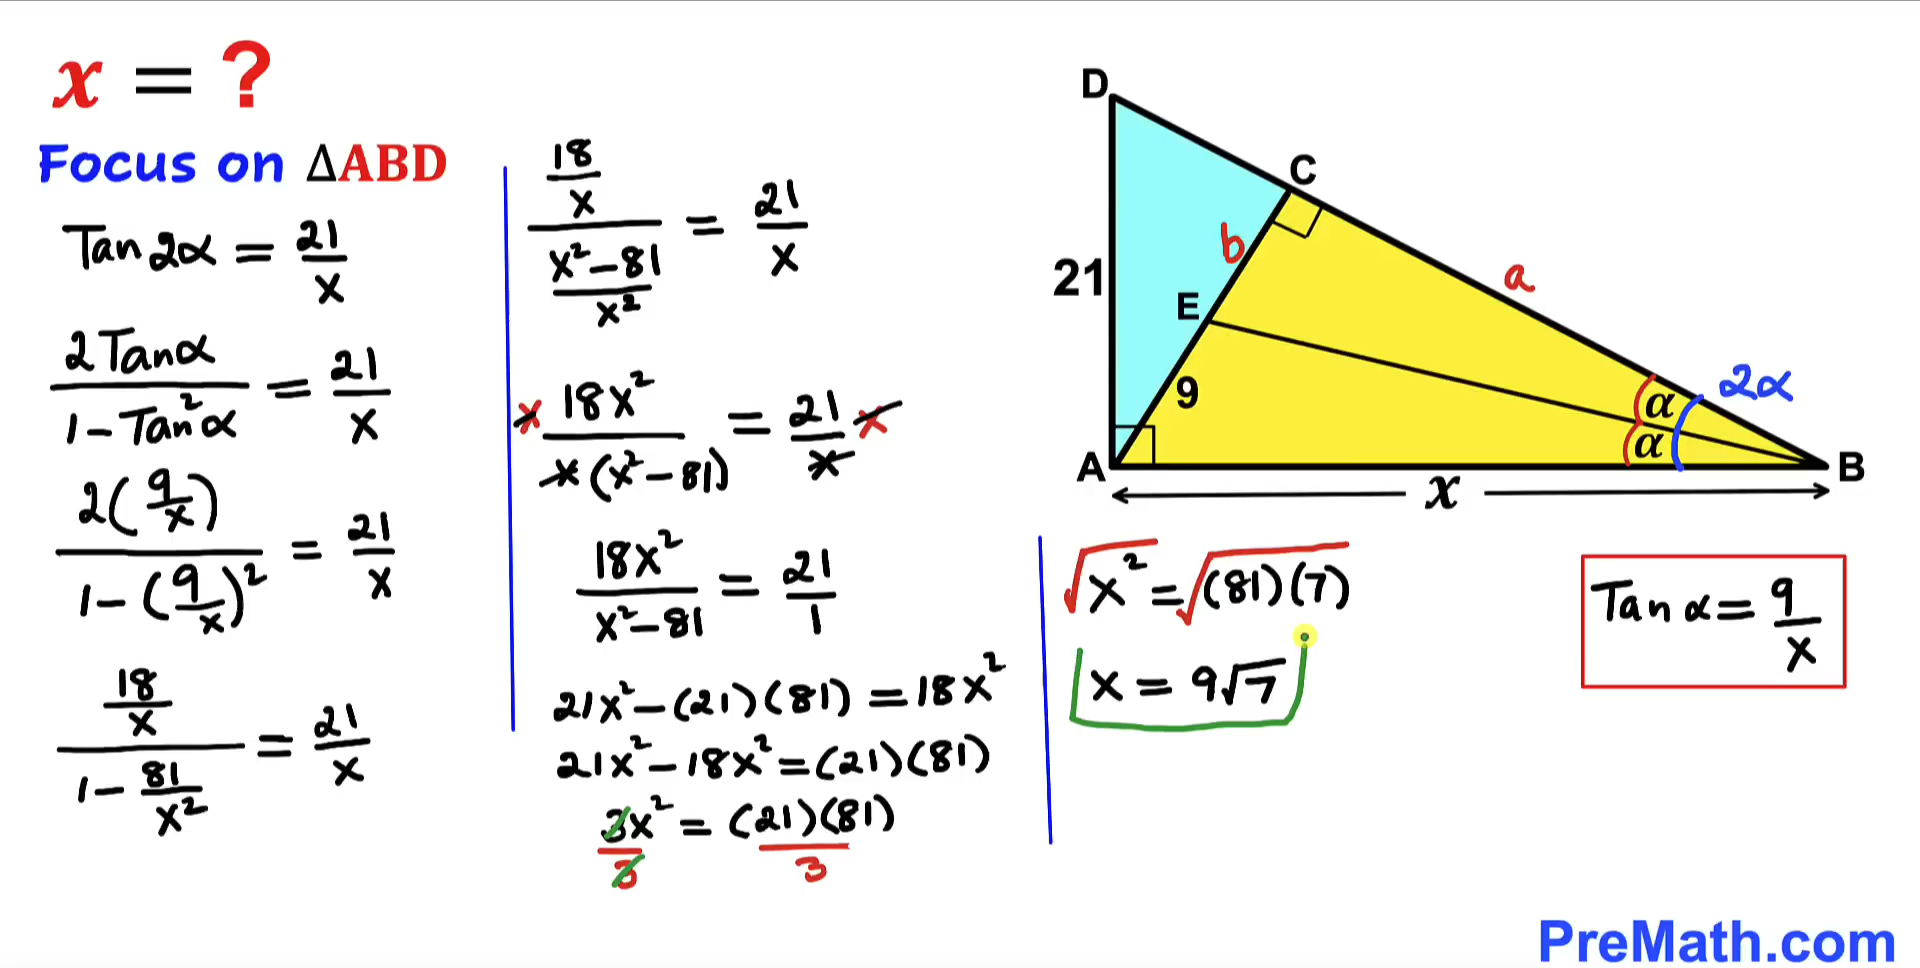 x = ?
Focus on ΔABD
Tan 2α = 21/x
2Tanα/(1 - Tan²α) = 21/x
2(9/x)/(1 - (9/x)²) = 21/x
(18/x)/(1 - 81/x²) = 21/x
(18/x)/((x² - 81)/x²) = 21/x
x 18x²/(x(x² - 81)) = 21/x x
18x²/(x² - 81) = 21/1
21x² - (21)(81) = 18x²
21x² - 18x² = (21)(81)
3x²/3 = (21)(81)/3
D
C
b
a
21
E
9
2α
α
α
A
B
x
√x² = √(81)(7)
x = 9√7
Tan α = 9/x
PreMath.com